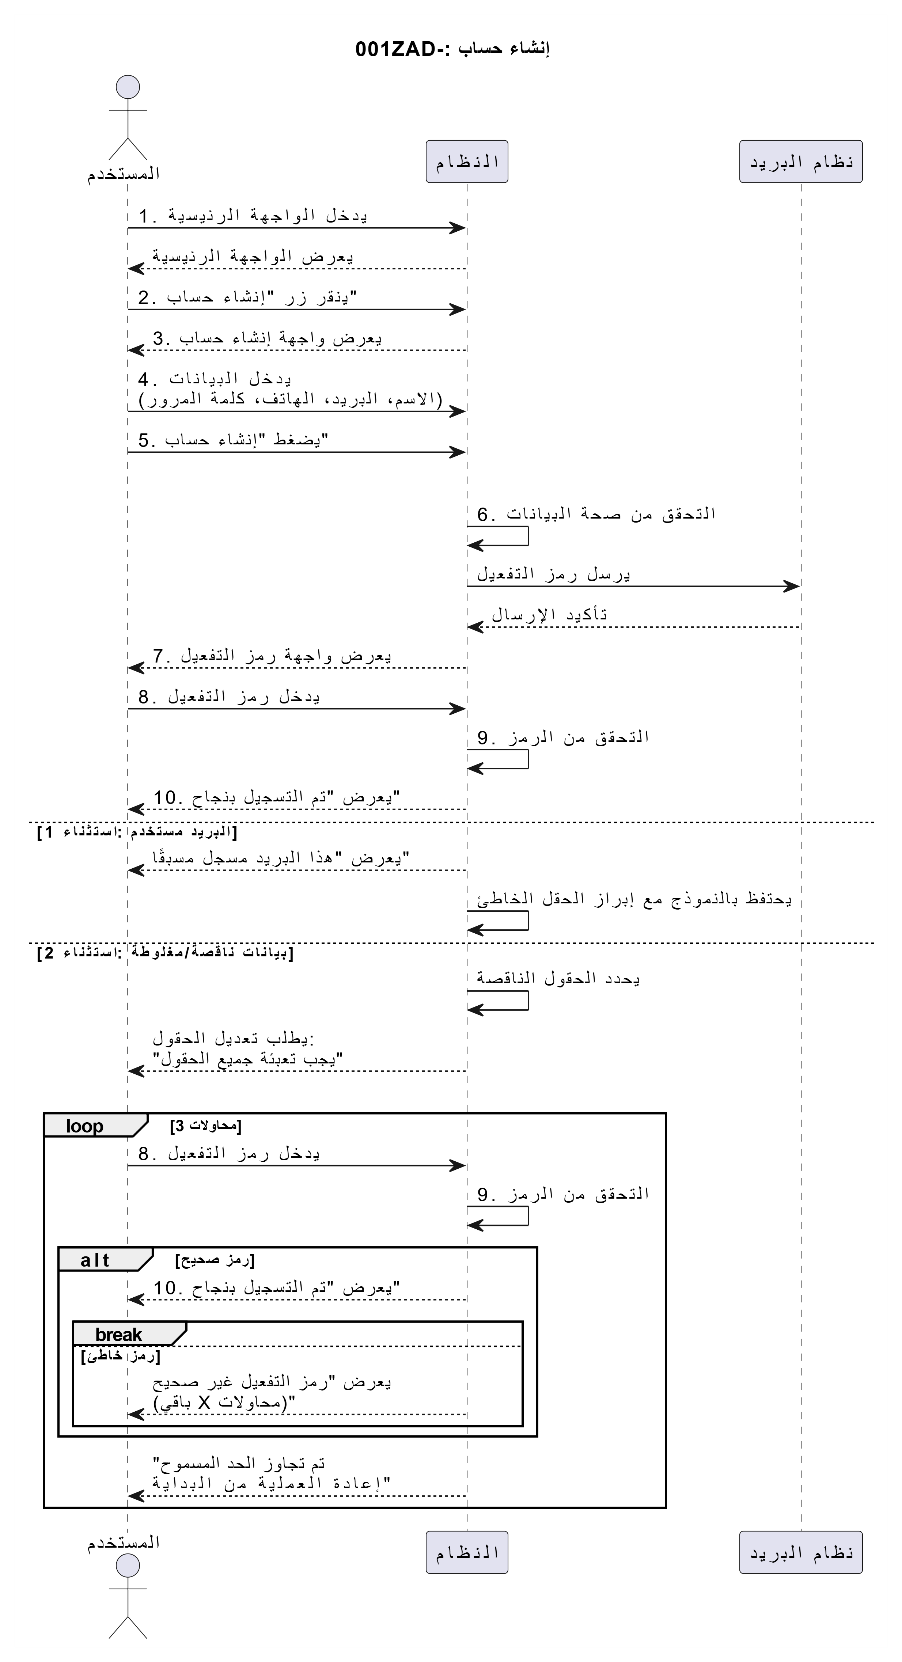 001ZAD-: إنشاء حساب
المستخدم
النظام
نظام البريد
1. يدخل الواجهة الرئيسية
يعرض الواجهة الرئيسية
2. ينقر زر "إنشاء حساب"
3. يعرض واجهة إنشاء حساب
4. يدخل البيانات
(الاسم، البريد، الهاتف، كلمة المرور)
5. يضغط "إنشاء حساب"
6. التحقق من صحة البيانات
يرسل رمز التفعيل
تأكيد الإرسال
7. يعرض واجهة رمز التفعيل
8. يدخل رمز التفعيل
9. التحقق من الرمز
10. يعرض "تم التسجيل بنجاح"
[استثناء 1: البريد مستخدم]
يعرض "هذا البريد مسجل مسبقًا"
يحتفظ بالنموذج مع إبراز الحقل الخاطئ
[استثناء 2: بيانات ناقصة/مغلوطة]
يحدد الحقول الناقصة
يطلب تعديل الحقول:
"يجب تعبئة جميع الحقول"
loop
[3 محاولات]
8. يدخل رمز التفعيل
9. التحقق من الرمز
alt
[رمز صحيح]
10. يعرض "تم التسجيل بنجاح"
break
[رمز خاطئ]
يعرض "رمز التفعيل غير صحيح
(باقي X محاولات)"
"تم تجاوز الحد المسموح
إعادة العملية من البداية"
المستخدم
النظام
نظام البريد